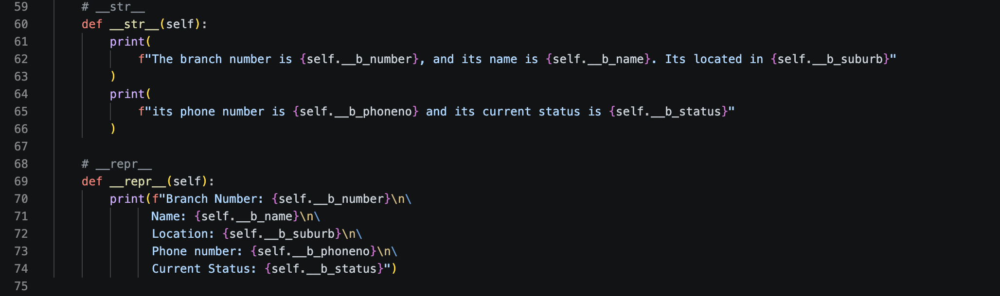 59 # __str__
60 def __str__(self):
61 print(
62 f"The branch number is {self.__b_number}, and its name is {self.__b_name}. Its located in {self.__b_suburb}"
63 )
64 print(
65 f"its phone number is {self.__b_phoneno} and its current status is {self.__b_status}"
66 )
67
68 # __repr__
69 def __repr__(self):
70 print(f"Branch Number: {self.__b_number}\n\
71 Name: {self.__b_name}\n\
72 Location: {self.__b_suburb}\n\
73 Phone number: {self.__b_phoneno}\n\
74 Current Status: {self.__b_status}")
75